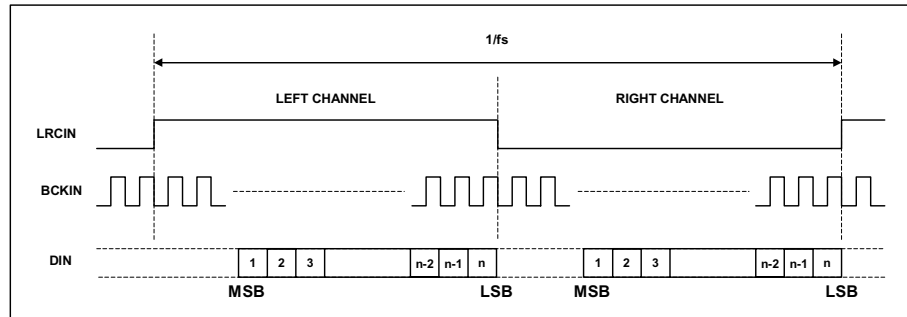 1/fs
LEFT CHANNEL RIGHT CHANNEL
LRCIN
BCKIN
DIN 1 2 3 n-2 n-1 n 1 2 3 n-2 n-1 n
MSB LSB MSB LSB